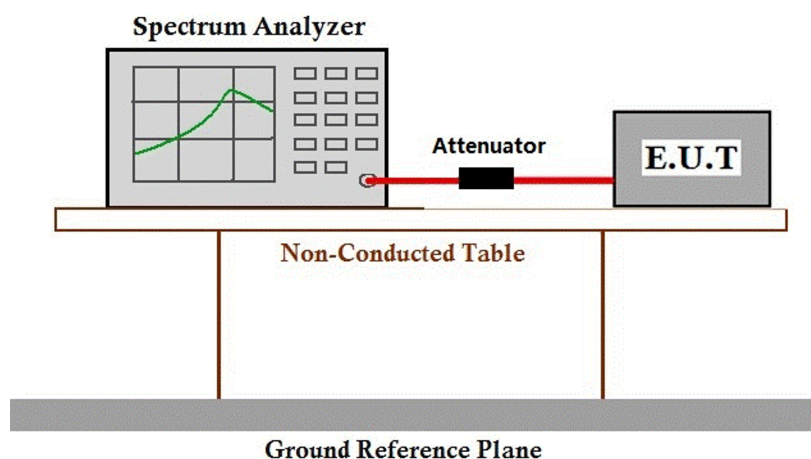 Spectrum Analyzer
Attenuator
E.U.T
Non-Conducted Table
Ground Reference Plane